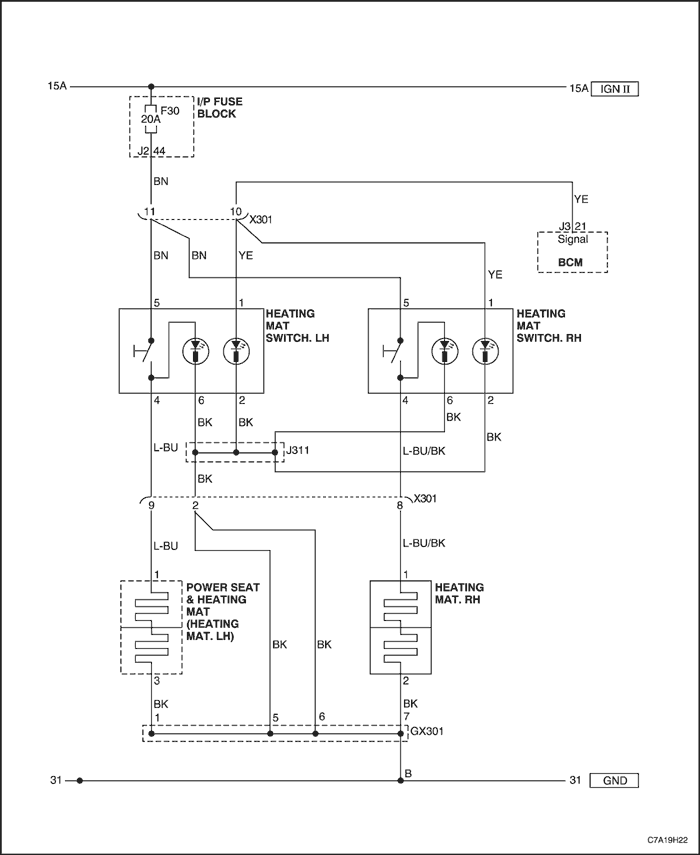 15A
15A IGN II
I/P FUSE
BLOCK
F30
20A
J2 44
BN
YE
11
10
X301
J3 21
Signal
BCM
BN
BN
YE
YE
5
1
5
1
HEATING
MAT
SWITCH. LH
HEATING
MAT
SWITCH. RH
4
6
2
4
6
2
BK
BK
BK
BK
L-BU
J311
L-BU/BK
BK
X301
9
2
8
L-BU
L-BU/BK
1
1
POWER SEAT
& HEATING
MAT
(HEATING
MAT. LH)
HEATING
MAT. RH
BK
BK
3
2
BK
BK
1
5
6
7
GX301
B
31
31 GND
C7A19H22